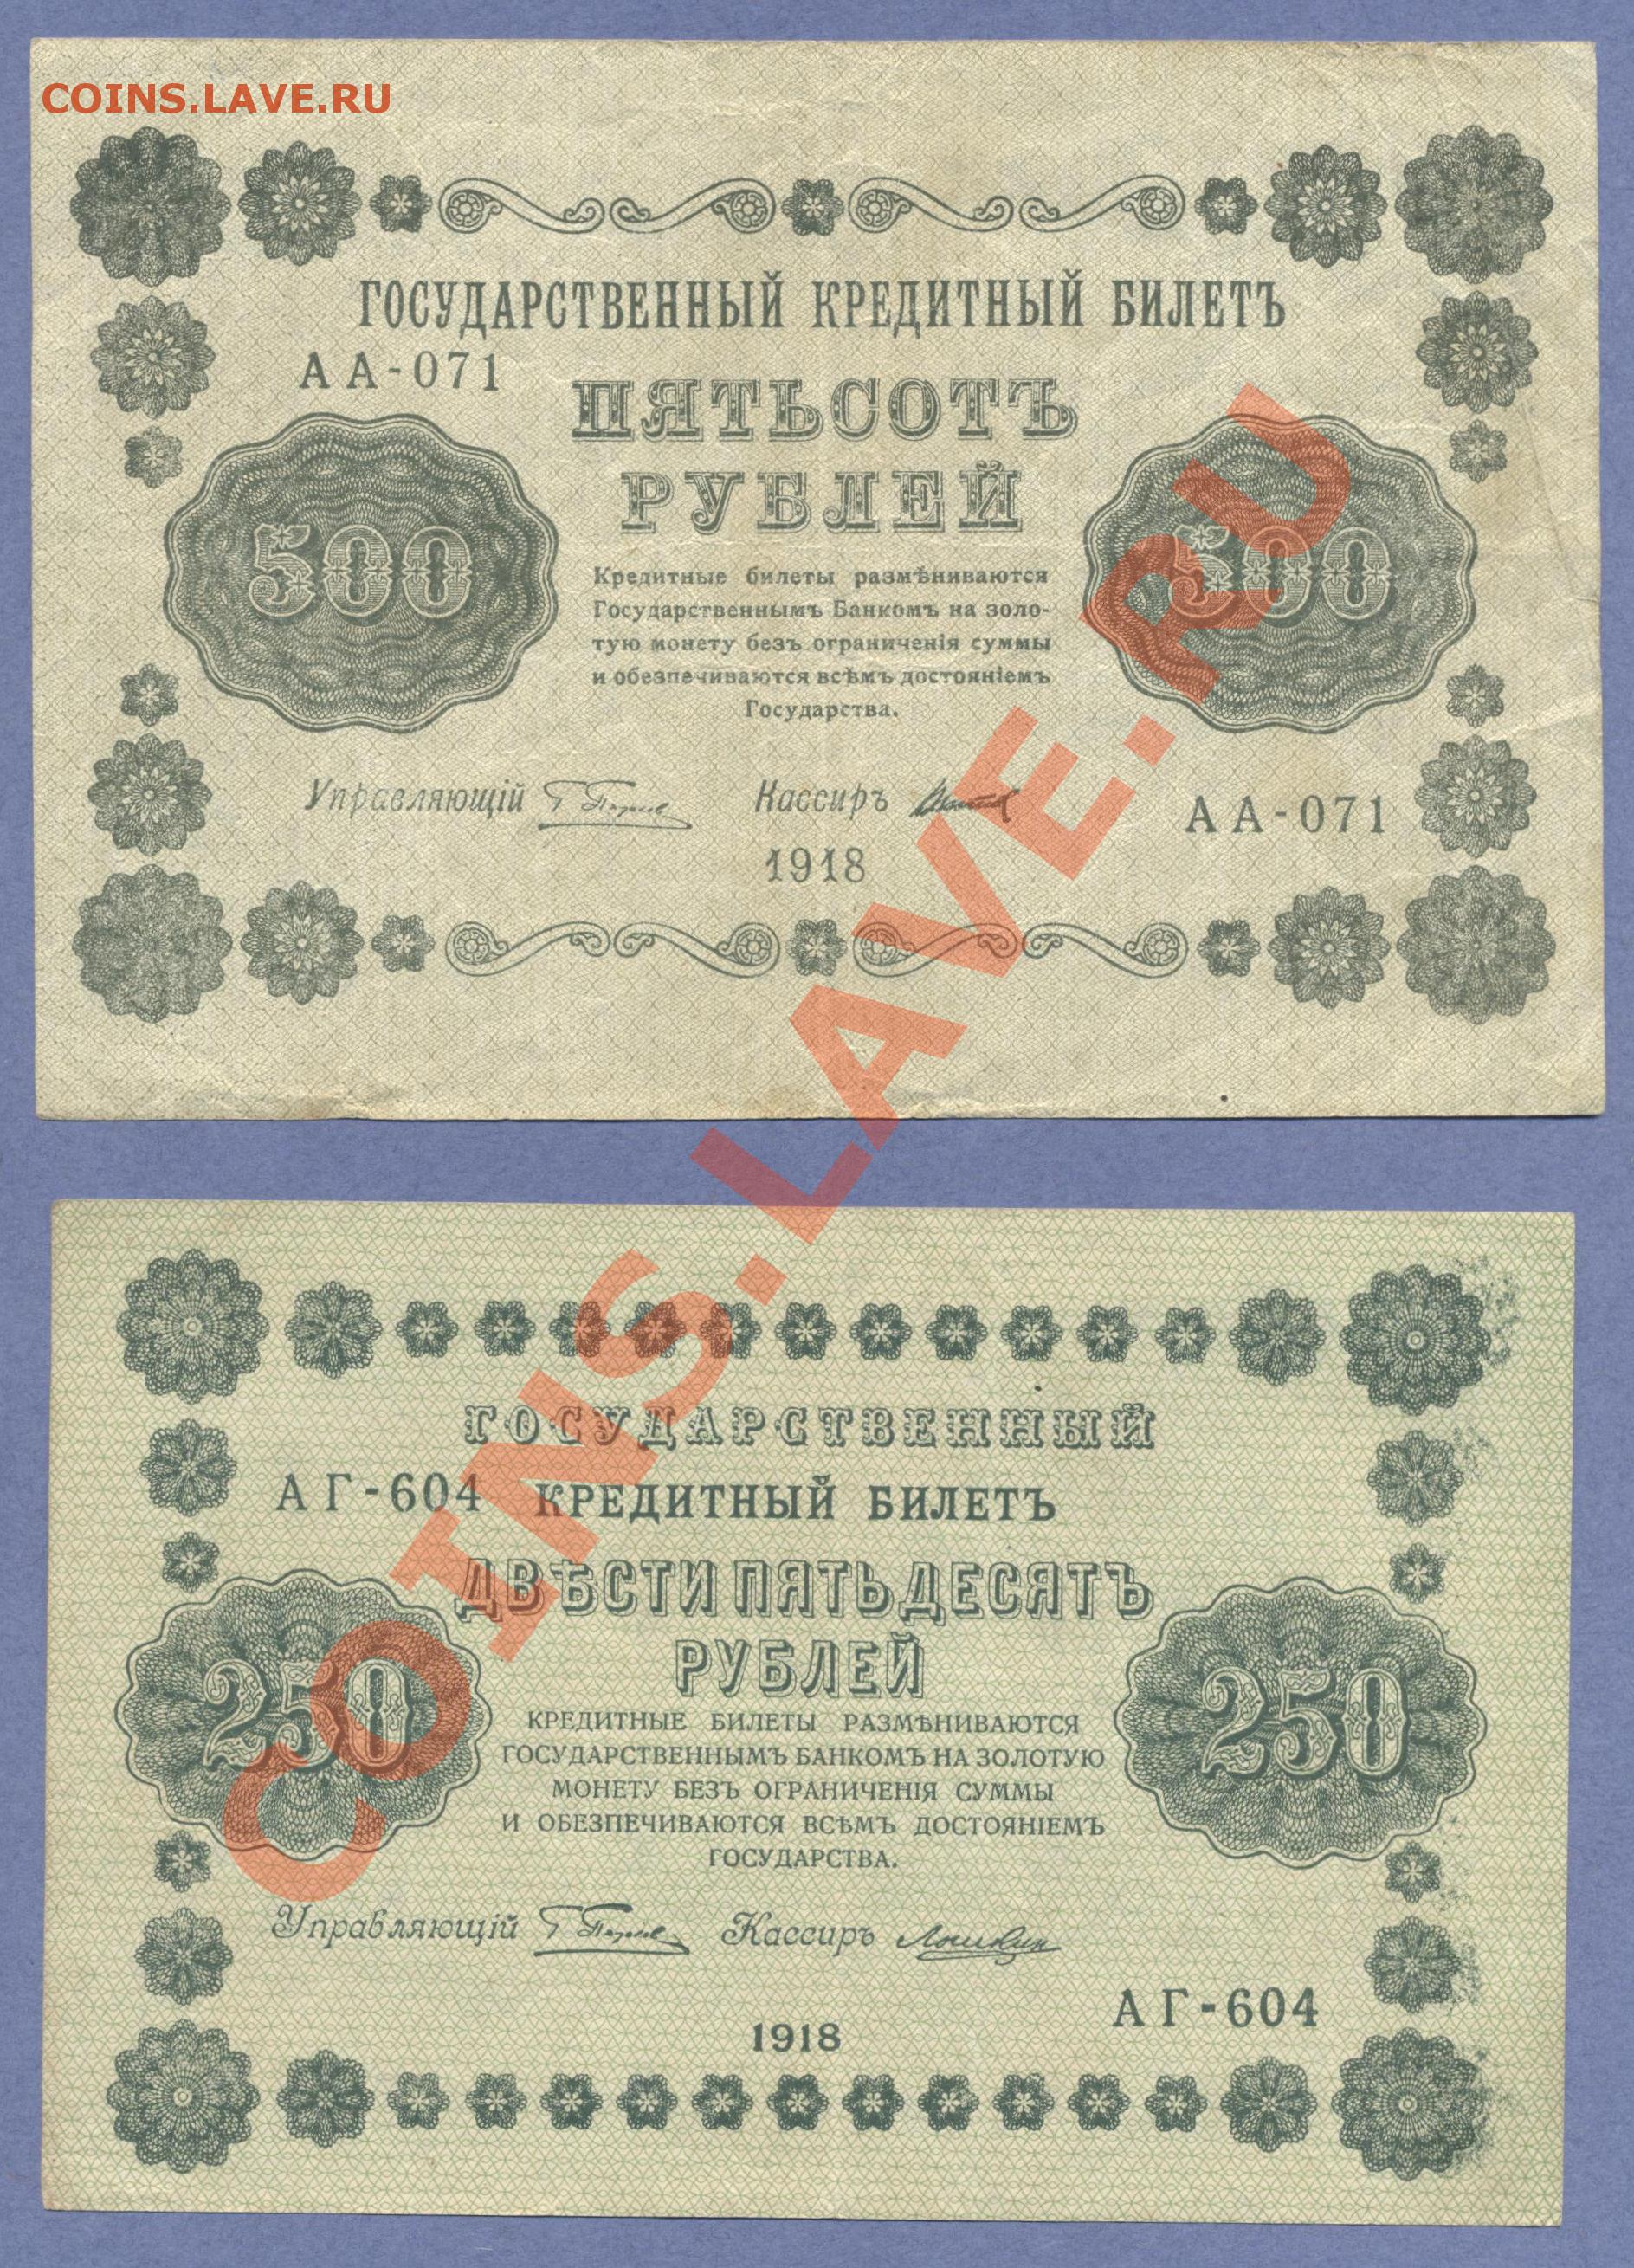 COINS.LAVE.RU
ГОСУДАРСТВЕННЫЙ КРЕДИТНЫЙ БИЛЕТЪ
АА-071
ПЯТЬСОТЪ
РУБЛЕЙ
500
500
Кредитные билеты размѣниваются
Государственнымъ Банкомъ на золо-
тую монету безъ ограниченія суммы
и обезпечиваются всѣмъ достояніемъ
Государства.
Управляющій
Кассиръ
АА-071
1918
COINS.LAVE.RU
ГОСУДАРСТВЕННЫЙ
АГ-604 КРЕДИТНЫЙ БИЛЕТЪ
ДВѢСТИ ПЯТЬДЕСЯТЪ
РУБЛЕЙ
250
250
КРЕДИТНЫЕ БИЛЕТЫ РАЗМѢНИВАЮТСЯ
ГОСУДАРСТВЕННЫМЪ БАНКОМЪ НА ЗОЛОТУЮ
МОНЕТУ БЕЗЪ ОГРАНИЧЕНІЯ СУММЫ
И ОБЕЗПЕЧИВАЮТСЯ ВСѢМЪ ДОСТОЯНІЕМЪ
ГОСУДАРСТВА.
Управляющій
Кассиръ
АГ-604
1918